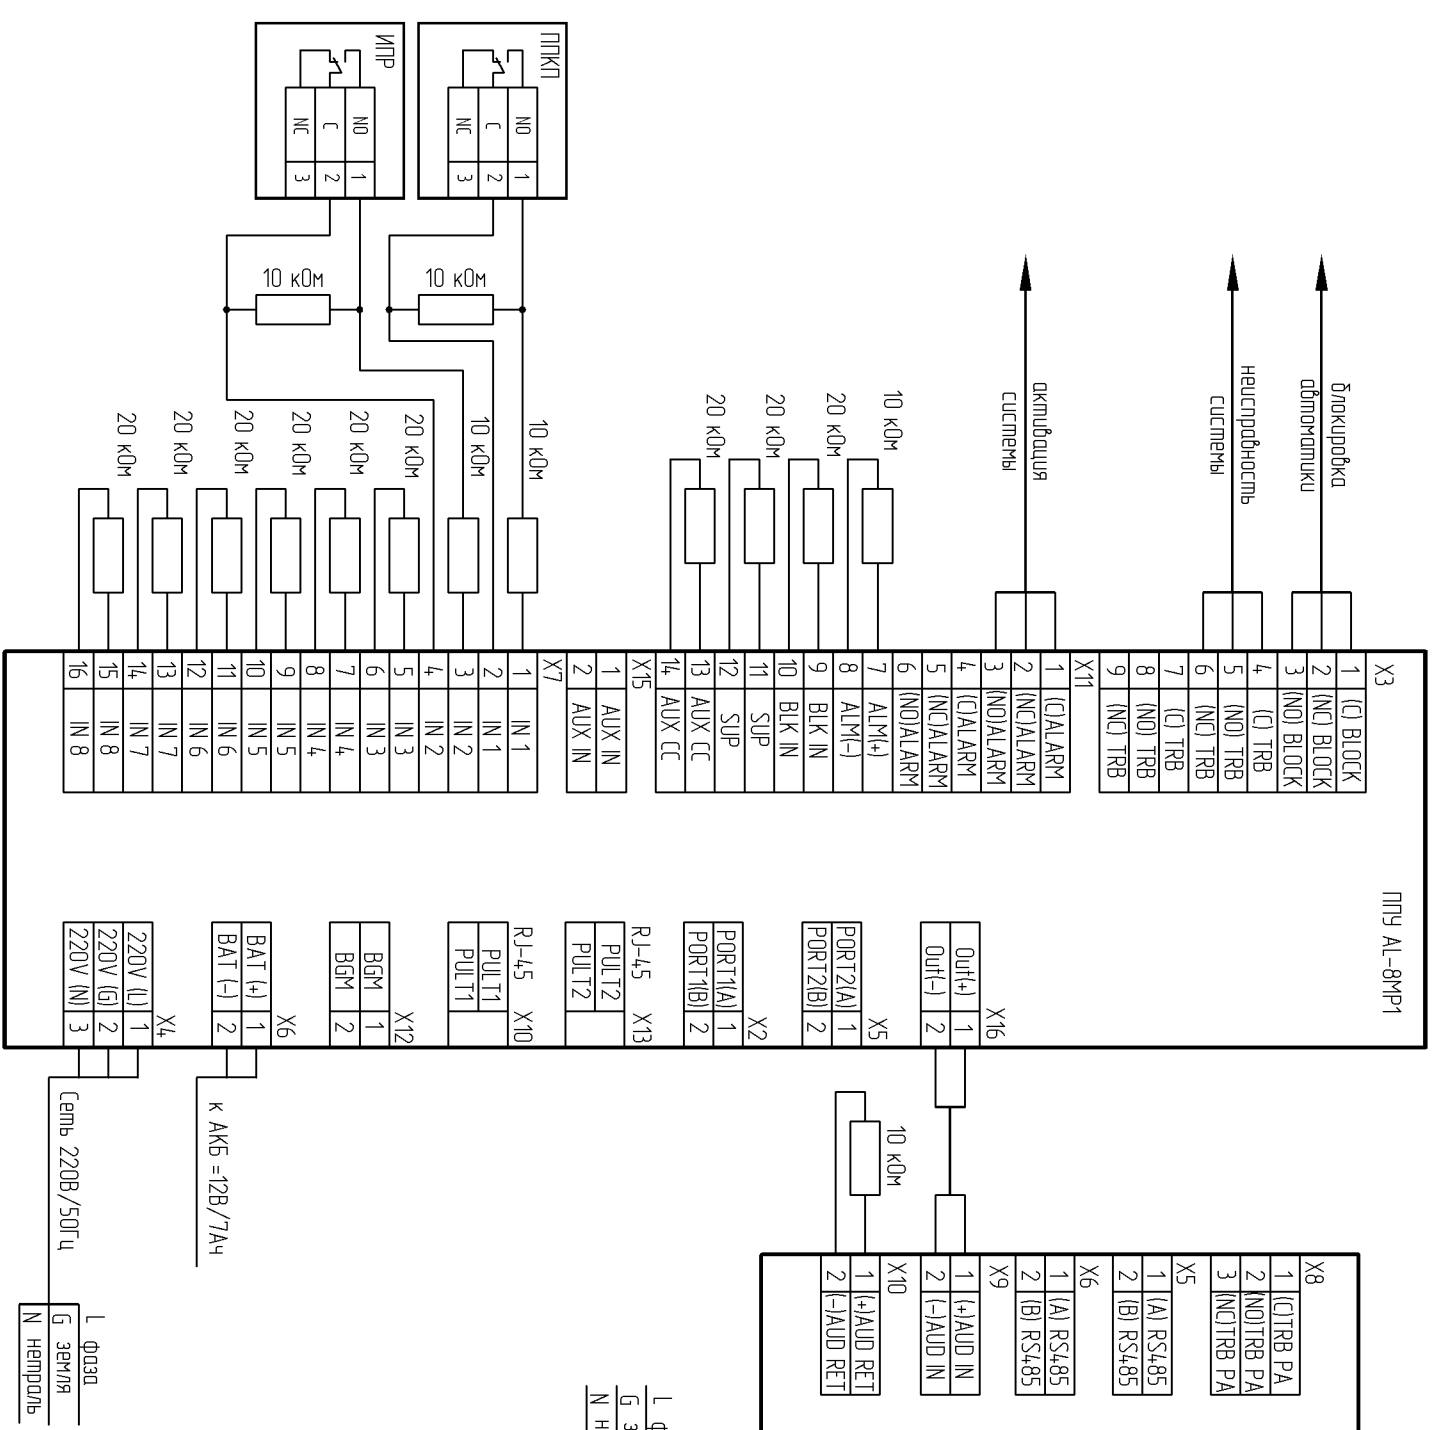 ППКП
NO
C
NC
1
2
3
ИПР
NO
C
NC
1
2
3
10 кОм
10 кОм
блокировка
автоматики
неисправность
системы
активация
системы
10 кОм
20 кОм
20 кОм
20 кОм
10 кОм
10 кОм
20 кОм
20 кОм
20 кОм
20 кОм
20 кОм
20 кОм
ППУ AL-8MP1
X3
1 (C) BLOCK
2 (NC) BLOCK
3 (NO) BLOCK
4 (C) TRB
5 (NO) TRB
6 (NC) TRB
7 (C) TRB
8 (NO) TRB
9 (NC) TRB
X11
1 (C)ALARM
2 (NC)ALARM
3 (NO)ALARM
4 (C)ALARM
5 (NC)ALARM
6 (NO)ALARM
7 ALM(+)
8 ALM(-)
9 BLK IN
10 BLK IN
11 SUP
12 SUP
13 AUX CC
14 AUX CC
X15
1 AUX IN
2 AUX IN
X7
1 IN 1
2 IN 1
3 IN 2
4 IN 2
5 IN 3
6 IN 3
7 IN 4
8 IN 4
9 IN 5
10 IN 5
11 IN 6
12 IN 6
13 IN 7
14 IN 7
15 IN 8
16 IN 8
X16
Out(+) 1
Out(-) 2
X5
PORT2(A) 1
PORT2(B) 2
X2
PORT1(A) 1
PORT1(B) 2
RJ-45 X13
PULT2
PULT2
RJ-45 X10
PULT1
PULT1
X12
BGM 1
BGM 2
X6
BAT (+) 1
BAT (-) 2
X4
220V (L) 1
220V (G) 2
220V (N) 3
10 кОм
к АКБ =12В/7Ач
Сеть 220В/50Гц
L фаза
G земля
N нетраль
X8
1 (C)TRB PA
2 (NO)TRB PA
3 (NC)TRB PA
X5
1 (A) RS485
2 (B) RS485
X6
1 (A) RS485
2 (B) RS485
X9
1 (+)AUD IN
2 (-)AUD IN
X10
1 (+)AUD RET
2 (-)AUD RET
L
G
N